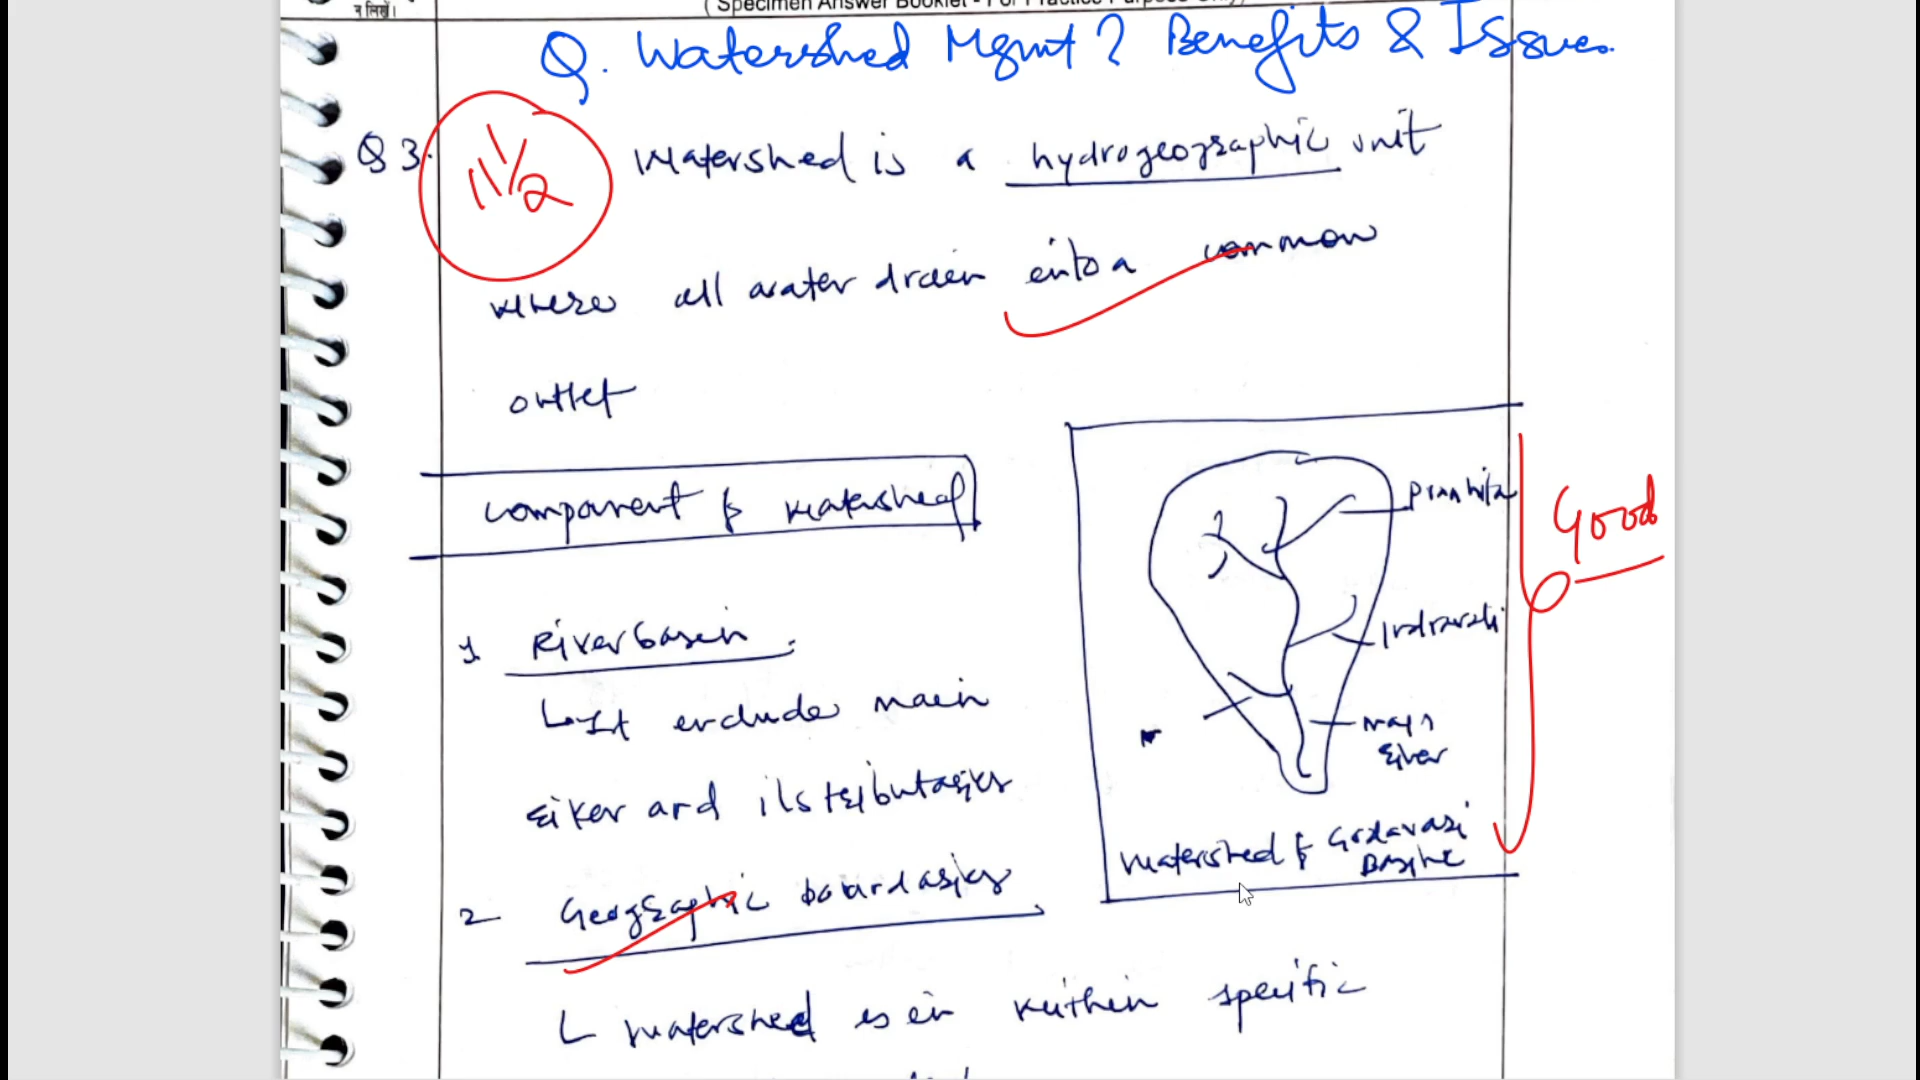 न लिखें।
( Specimen Answer Booklet - For Practice Purpose Only)
Q. Watershed Mgmt ? Benefits & Issues.
Q 3.
11 1/2
Watershed is a hydrogeographic unit
where all water drain into a common
outlet
component of watershed
1 River basin.
It include main
river and its tributaries
2 Geographic boundaries
watershed is in within specific
Pranhita
Indravati
major
river
watershed of Godavari
Basin
Good